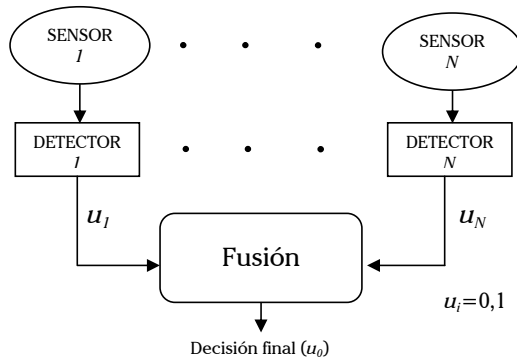 SENSOR
1
SENSOR
N
DETECTOR
1
DETECTOR
N
u1
uN
Fusión
ui=0,1
Decisión final (u0)